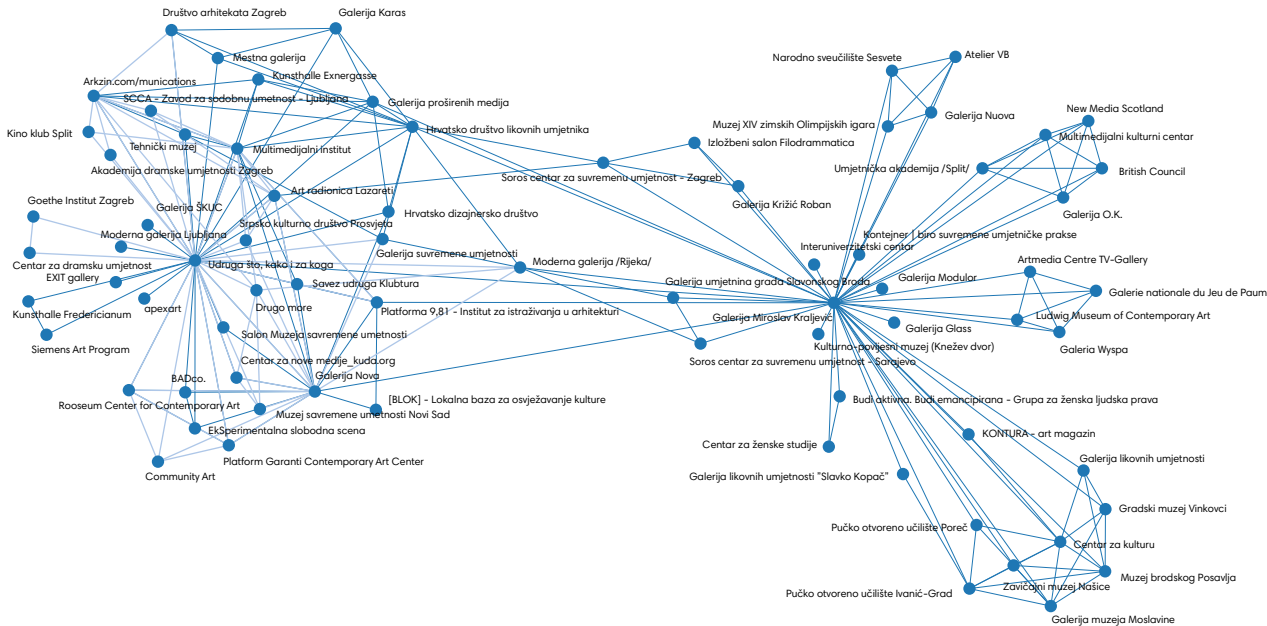 Društvo arhitekata Zagreb
Galerija Karas
Mestna galerija
Arkzin.com/munications
Kunsthalle Exnergasse
SCCA - Zavod za sodobnu umetnost - Ljubljana
Galerija proširenih medija
Kino klub Split
Hrvatsko društvo likovnih umjetnika
Tehnički muzej
Multimedijalni Institut
Akademija dramske umjetnosti Zagreb
Art radionica Lazareti
Goethe Institut Zagreb
Galerija ŠKUC
Hrvatsko dizajnersko društvo
Srpsko kulturno društvo Prosvjeta
Moderna galerija Ljubljana
Galerija suvremene umjetnosti
Centar za dramsku umjetnost
Udruga što, kako i za koga
Moderna galerija /Rijeka/
EXIT gallery
Savez udruga Klubtura
apexart
Drugo more
Kunsthalle Fredericianum
Platforma 9,81 - Institut za istraživanja u arhitekturi
Salon Muzeja savremene umetnosti
Siemens Art Program
Centar za nove medije_kuda.org
Galerija Nova
BADco.
Rooseum Center for Contemporary Art
[BLOK] - Lokalna baza za osvježavanje kulture
Muzej savremene umetnosti Novi Sad
EkSperimentalna slobodna scena
Platform Garanti Contemporary Art Center
Community Art
Narodno sveučilište Sesvete
Atelier VB
Galerija Nuova
Muzej XIV zimskih Olimpijskih igara
New Media Scotland
Multimedijalni kulturni centar
Izložbeni salon Filodrammatica
Soros centar za suvremenu umjetnost - Zagreb
Umjetnička akademija /Split/
British Council
Galerija Križić Roban
Galerija O.K.
Kontejner | biro suvremene umjetničke prakse
Interuniverzitetski centar
Artmedia Centre TV-Gallery
Galerija umjetnina grada Slavonskog Broda
Galerija Modulor
Galerie nationale du Jeu de Paum
Galerija Miroslav Kraljević
Ludwig Museum of Contemporary Art
Galerija Glass
Kulturno-povijesni muzej (Knežev dvor)
Galeria Wyspa
Soros centar za suvremenu umjetnost - Sarajevo
Budi aktivna. Budi emancipirana - Grupa za ženska ljudska prava
KONTURA - art magazin
Centar za ženske studije
Galerija likovnih umjetnosti
Galerija likovnih umjetnosti "Slavko Kopač"
Gradski muzej Vinkovci
Pučko otvoreno učilište Poreč
Centar za kulturu
Muzej brodskog Posavlja
Zavičajni muzej Našice
Pučko otvoreno učilište Ivanić-Grad
Galerija muzeja Moslavine